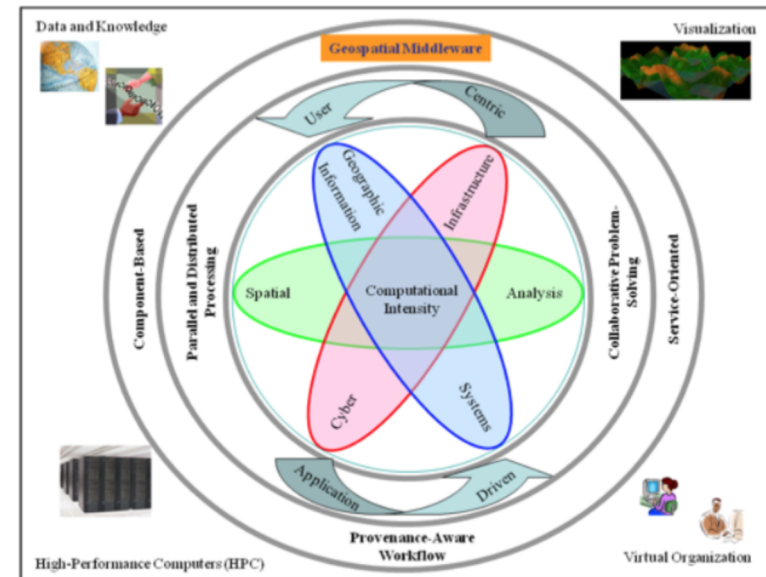 Data and Knowledge
Visualization
Geospatial Middleware
User
Centric
Geographic
Information
Infrastructure
Component-Based
Parallel and Distributed
Processing
Spatial
Computational
Intensity
Analysis
Collaborative Problem-
Solving
Service-Oriented
Cyber
Systems
Application
Driven
Provenance-Aware
Workflow
High-Performance Computers (HPC)
Virtual Organization